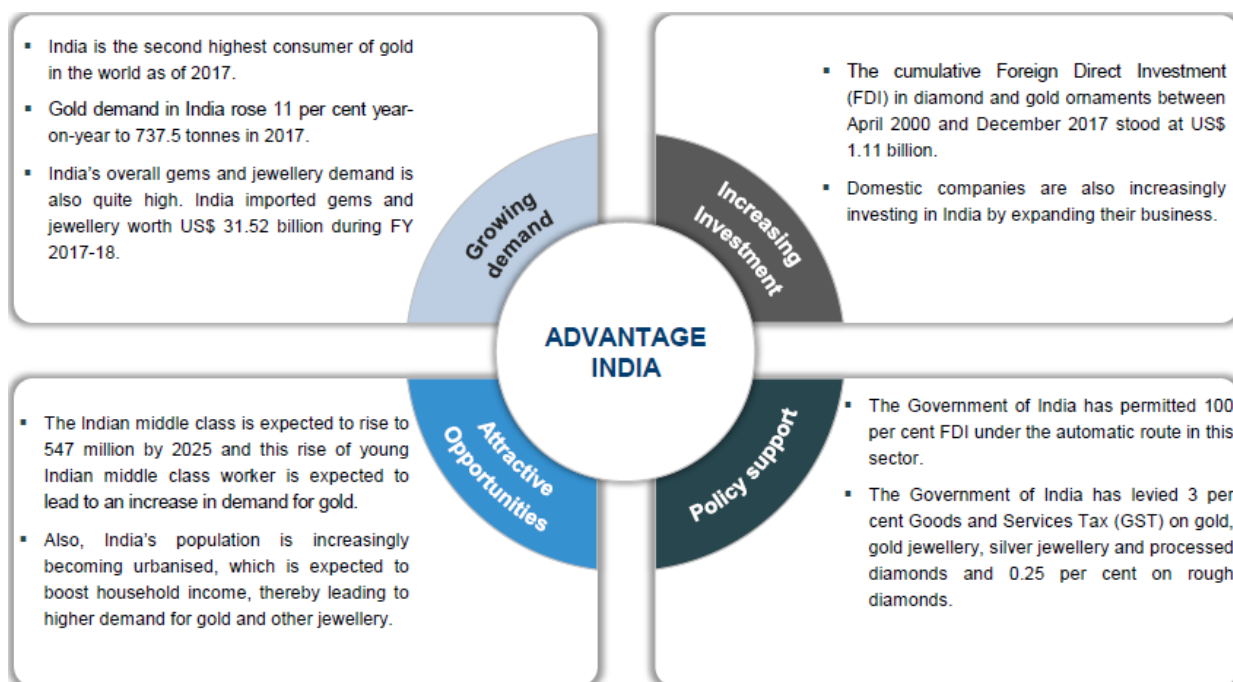 ▪ India is the second highest consumer of gold
in the world as of 2017.
▪ Gold demand in India rose 11 per cent year-
on-year to 737.5 tonnes in 2017.
▪ India's overall gems and jewellery demand is
also quite high. India imported gems and
jewellery worth US$ 31.52 billion during FY
2017-18.
Growing
demand
▪ The cumulative Foreign Direct Investment
(FDI) in diamond and gold ornaments between
April 2000 and December 2017 stood at US$
1.11 billion.
▪ Domestic companies are also increasingly
investing in India by expanding their business.
Increasing
Investment
ADVANTAGE
INDIA
▪ The Indian middle class is expected to rise to
547 million by 2025 and this rise of young
Indian middle class worker is expected to
lead to an increase in demand for gold.
▪ Also, India's population is increasingly
becoming urbanised, which is expected to
boost household income, thereby leading to
higher demand for gold and other jewellery.
Attractive
Opportunities
▪ The Government of India has permitted 100
per cent FDI under the automatic route in this
sector.
▪ The Government of India has levied 3 per
cent Goods and Services Tax (GST) on gold,
gold jewellery, silver jewellery and processed
diamonds and 0.25 per cent on rough
diamonds.
Policy support